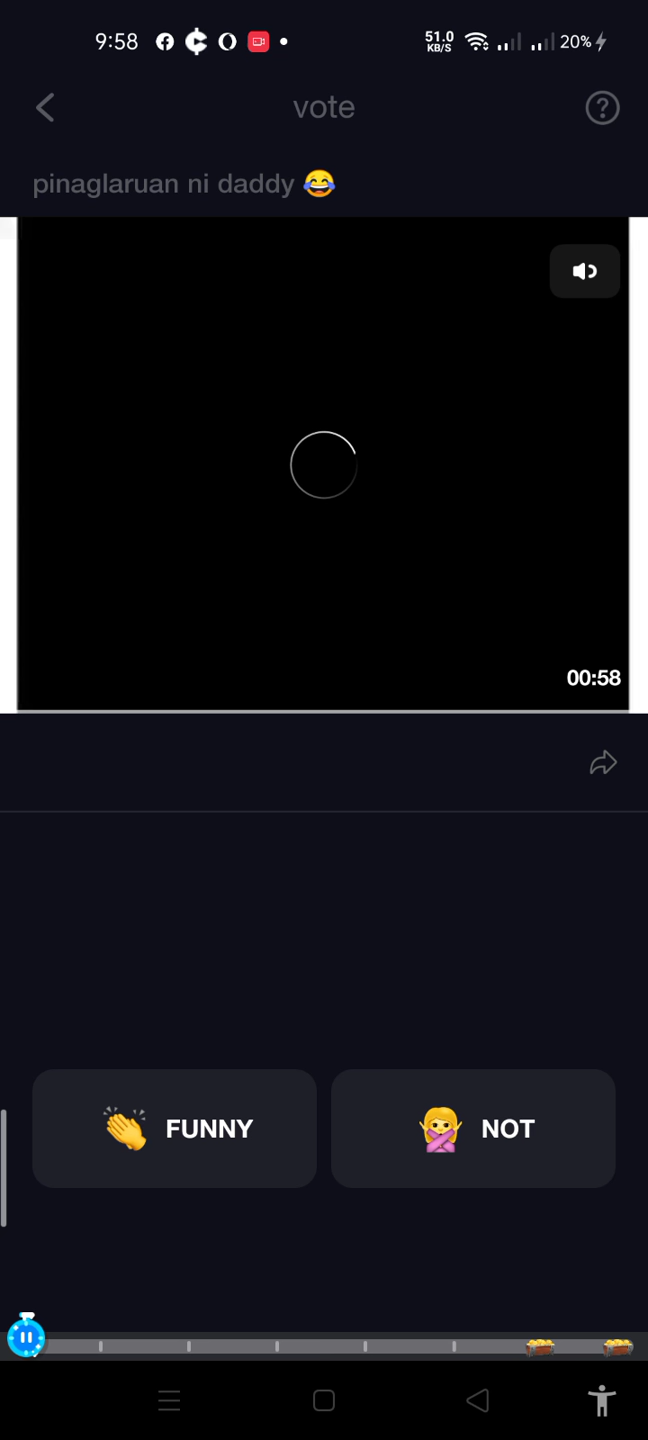 9:58
51.0
KB/S
20%
vote
pinaglaruan ni daddy 😂
00:58
FUNNY
NOT